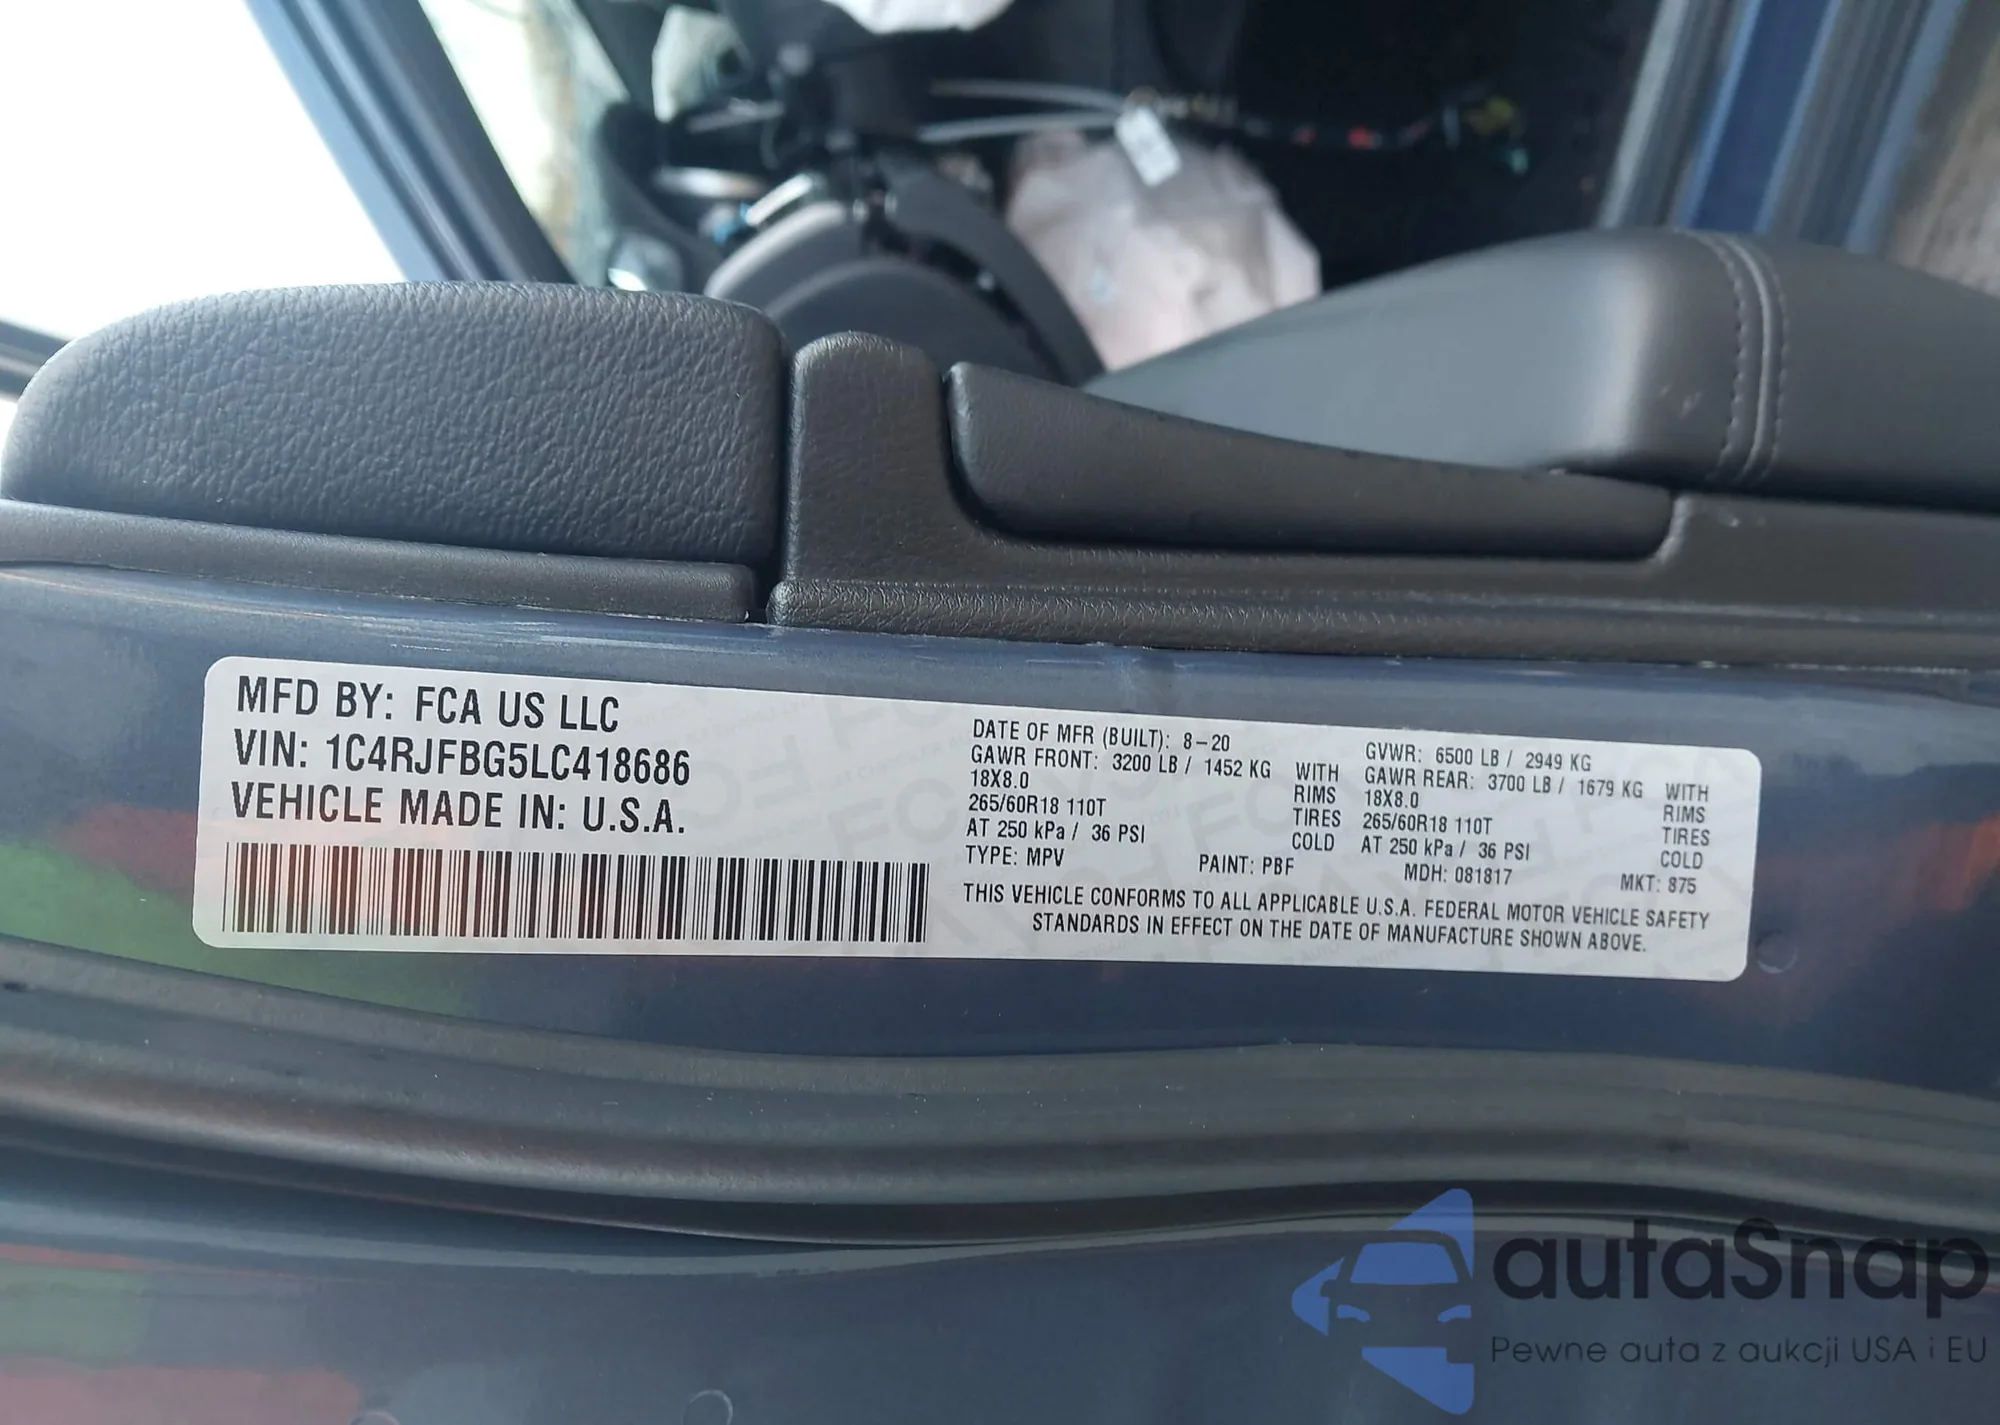 MFD BY: FCA US LLC
VIN: 1C4RJFBG5LC418686
VEHICLE MADE IN: U.S.A.
DATE OF MFR (BUILT): 8-20
GAWR FRONT: 3200 LB / 1452 KG WITH
18X8.0 RIMS
265/60R18 110T TIRES
AT 250 kPa / 36 PSI COLD
GVWR: 6500 LB / 2949 KG
GAWR REAR: 3700 LB / 1679 KG WITH
18X8.0 RIMS
265/60R18 110T TIRES
AT 250 kPa / 36 PSI COLD
TYPE: MPV PAINT: PBF MDH: 081817 MKT: 875
THIS VEHICLE CONFORMS TO ALL APPLICABLE U.S.A. FEDERAL MOTOR VEHICLE SAFETY
STANDARDS IN EFFECT ON THE DATE OF MANUFACTURE SHOWN ABOVE.
autaSnap
Pewne auta z aukcji USA i EU